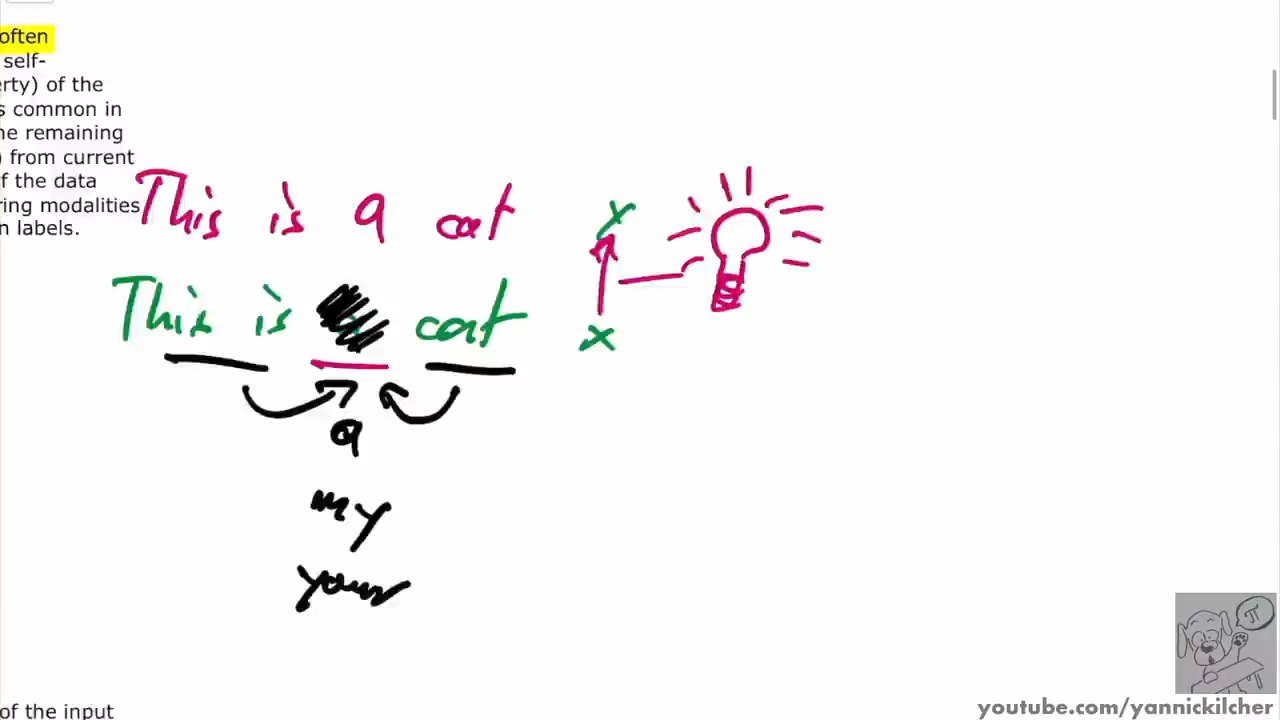 often
self-
erty) of the
s common in
he remaining
) from current
f the data
ring modalities
h labels.
This is a cat
This is cat
x
x
a
my
your
π
of the input
youtube.com/yannickilcher